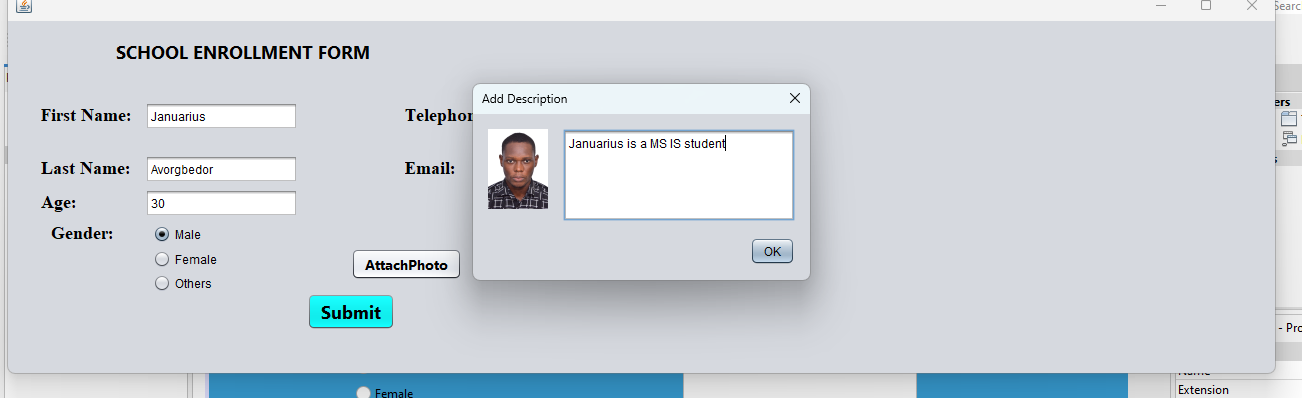 Searc
SCHOOL ENROLLMENT FORM
First Name: Januarius
Telephon
Last Name: Avorgbedor
Email:
Age: 30
Gender:
Male
Female
Others
AttachPhoto
Submit
Add Description
Januarius is a MS IS student
OK
ers
s
- Pro
Name
Extension
Female